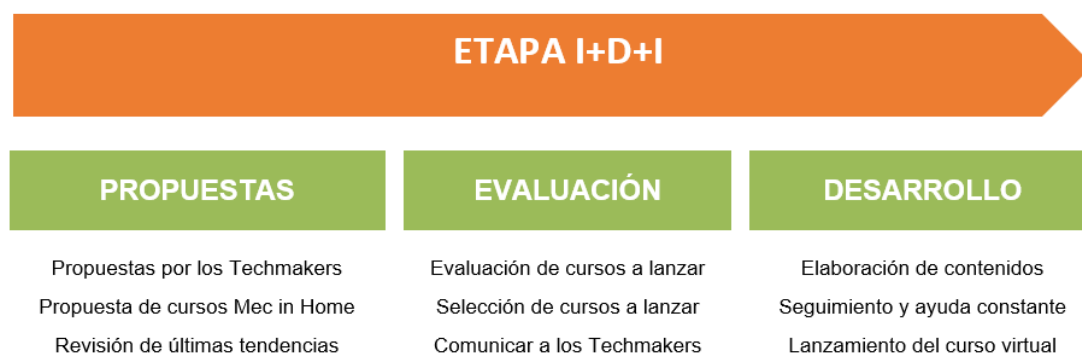 ETAPA I+D+I
PROPUESTAS
Propuestas por los Techmakers
Propuesta de cursos Mec in Home
Revisión de últimas tendencias
EVALUACIÓN
Evaluación de cursos a lanzar
Selección de cursos a lanzar
Comunicar a los Techmakers
DESARROLLO
Elaboración de contenidos
Seguimiento y ayuda constante
Lanzamiento del curso virtual